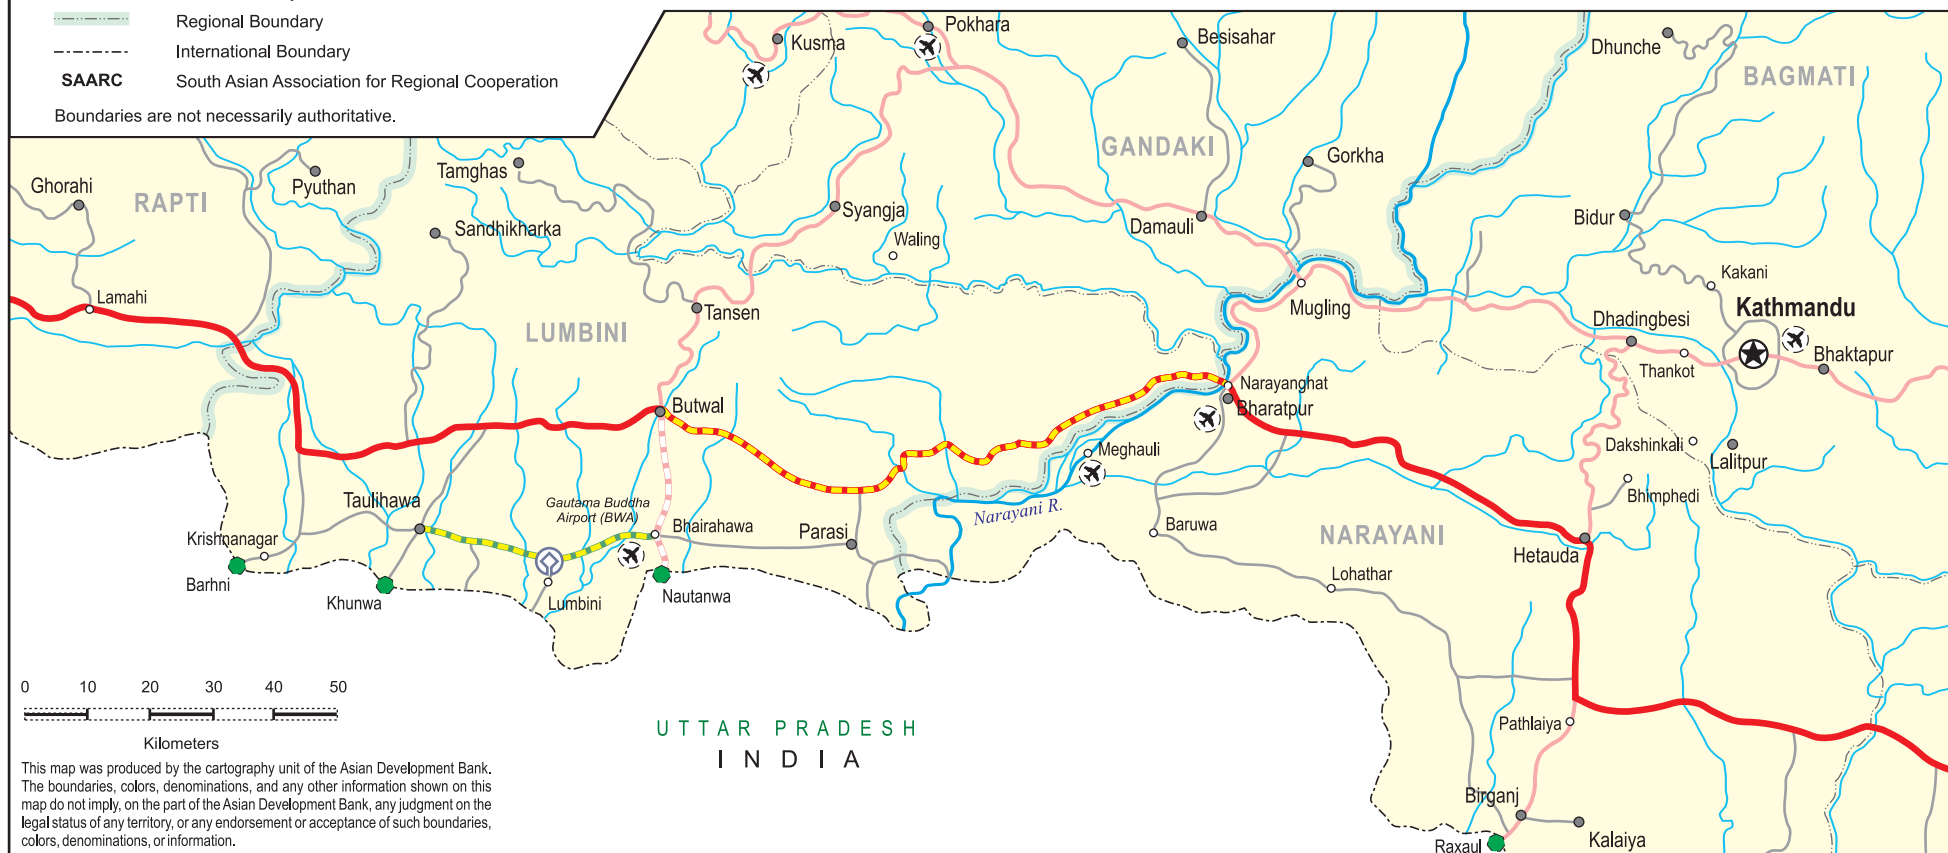 Regional Boundary
International Boundary
SAARC South Asian Association for Regional Cooperation
Boundaries are not necessarily authoritative.
Kusma
Pokhara
Besisahar
Dhunche
BAGMATI
GANDAKI
Gorkha
Ghorahi
RAPTI
Pyuthan
Tamghas
Sandhikharka
Syangja
Waling
Damauli
Bidur
Kakani
Lamahi
LUMBINI
Tansen
Mugling
Kathmandu
Dhadingbesi
Bhaktapur
Thankot
Narayanghat
Bharatpur
Butwal
Meghauli
Dakshinkali
Lalitpur
Bhimphedi
Taulihawa
Gautama Buddha
Airport (BWA)
Bhairahawa
Parasi
Narayani R.
Baruwa
NARAYANI
Hetauda
Krishnanagar
Barhni
Khunwa
Lumbini
Nautanwa
Lohathar
0 10 20 30 40 50
Kilometers
UTTAR PRADESH
INDIA
Pathlaiya
Birganj
Kalaiya
Raxaul
This map was produced by the cartography unit of the Asian Development Bank.
The boundaries, colors, denominations, and any other information shown on this
map do not imply, on the part of the Asian Development Bank, any judgment on the
legal status of any territory, or any endorsement or acceptance of such boundaries,
colors, denominations, or information.